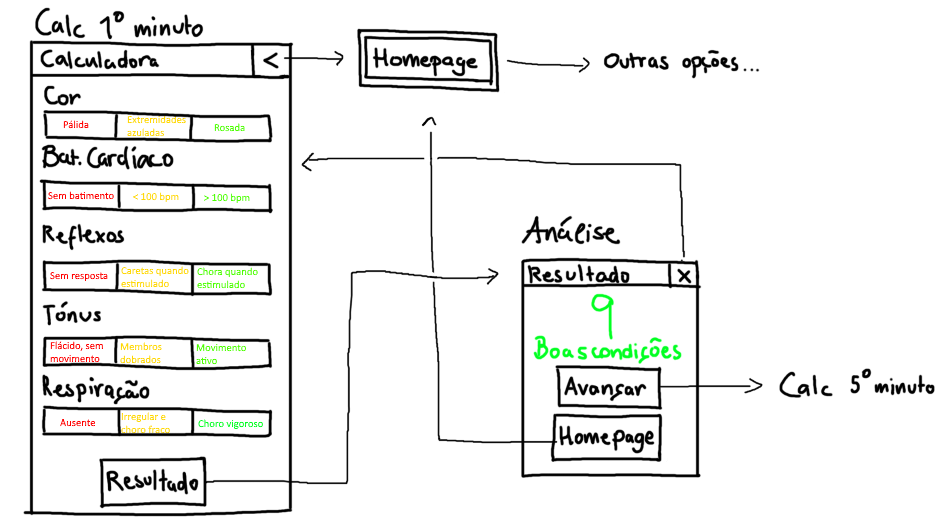 Calc 1º minuto
Calculadora <
Homepage
Outras opções...
Cor
Pálida
Extremidades
azuladas
Rosada
Bat. Cardíaco
Sem batimento
< 100 bpm
> 100 bpm
Reflexos
Sem resposta
Caretas quando
estimulado
Chora quando
estimulado
Tónus
Flácido, sem
movimento
Membros
dobrados
Movimento
ativo
Respiração
Ausente
Irregular e
choro fraco
Choro vigoroso
Resultado
Análise
Resultado X
9
Boas condições
Avançar
Calc 5º minuto
Homepage